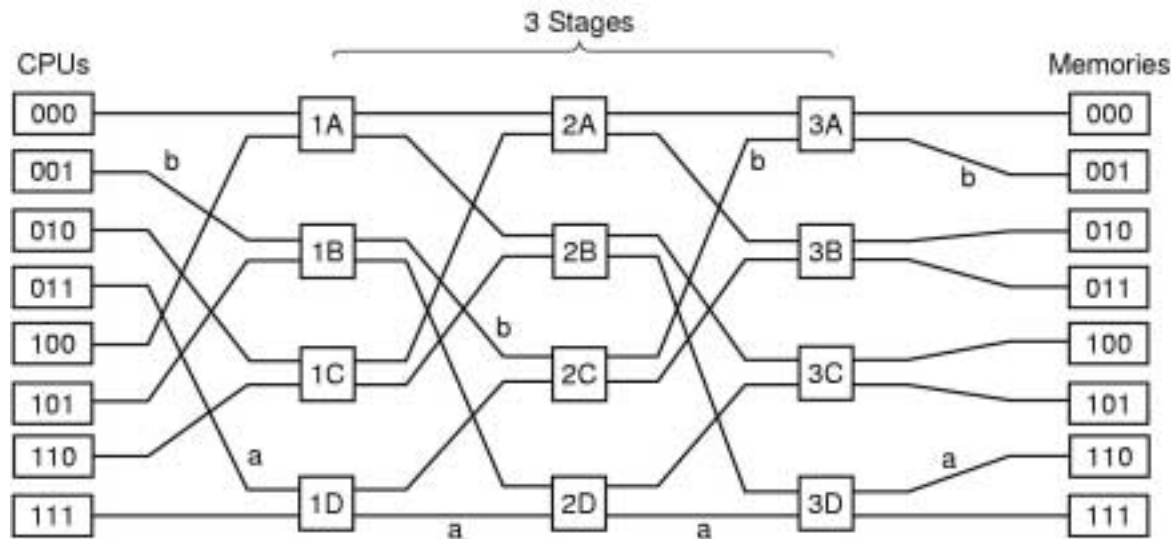 3 Stages
CPUs
Memories
000 1A 2A 3A 000
b b b
001 001
010 1B 2B 3B 010
011 011
b
100 1C 2C 3C 100
101 101
110 a a 110
111 1D 2D 3D 111
a a